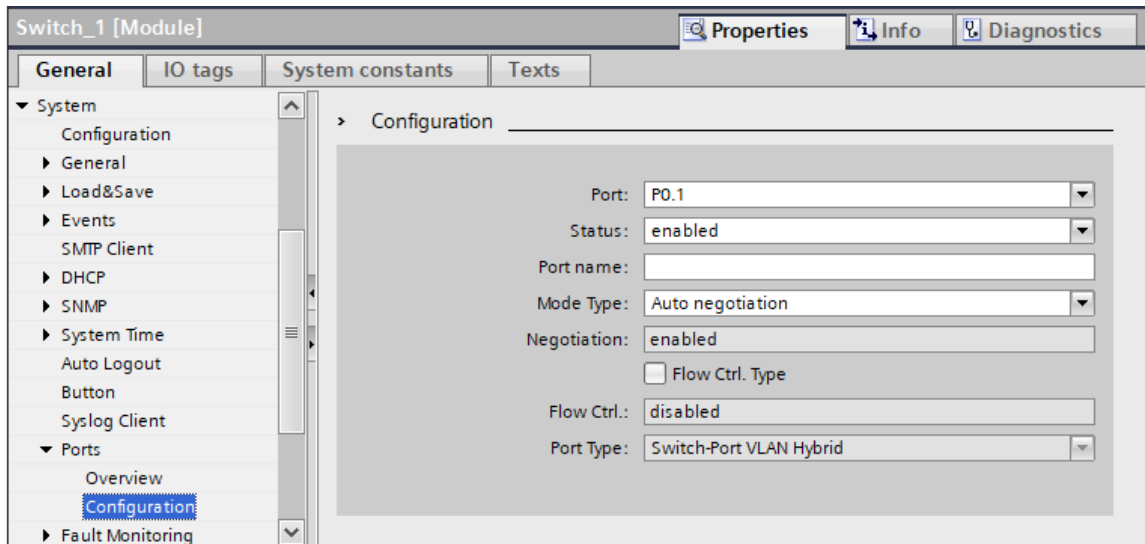 Switch_1 [Module]
Properties
Info
Diagnostics
General
IO tags
System constants
Texts
System
Configuration
General
Load&Save
Events
SMTP Client
DHCP
SNMP
System Time
Auto Logout
Button
Syslog Client
Ports
Overview
Configuration
Fault Monitoring
Configuration
Port: P0.1
Status: enabled
Port name:
Mode Type: Auto negotiation
Negotiation: enabled
Flow Ctrl. Type
Flow Ctrl.: disabled
Port Type: Switch-Port VLAN Hybrid